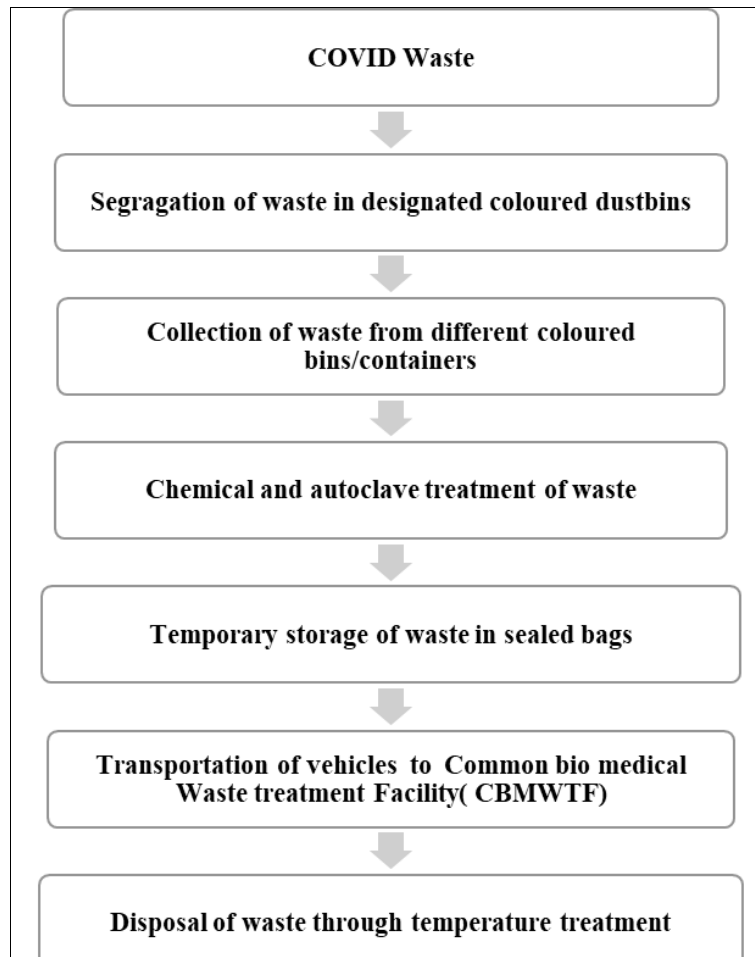 COVID Waste
Segragation of waste in designated coloured dustbins
Collection of waste from different coloured
bins/containers
Chemical and autoclave treatment of waste
Temporary storage of waste in sealed bags
Transportation of vehicles to Common bio medical
Waste treatment Facility( CBMWTF)
Disposal of waste through temperature treatment